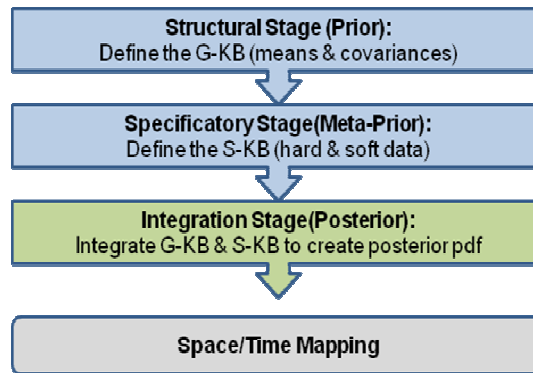 Structural Stage (Prior):
Define the G-KB (means & covariances)
Specificatory Stage(Meta-Prior):
Define the S-KB (hard & soft data)
Integration Stage(Posterior):
Integrate G-KB & S-KB to create posterior pdf
Space/Time Mapping